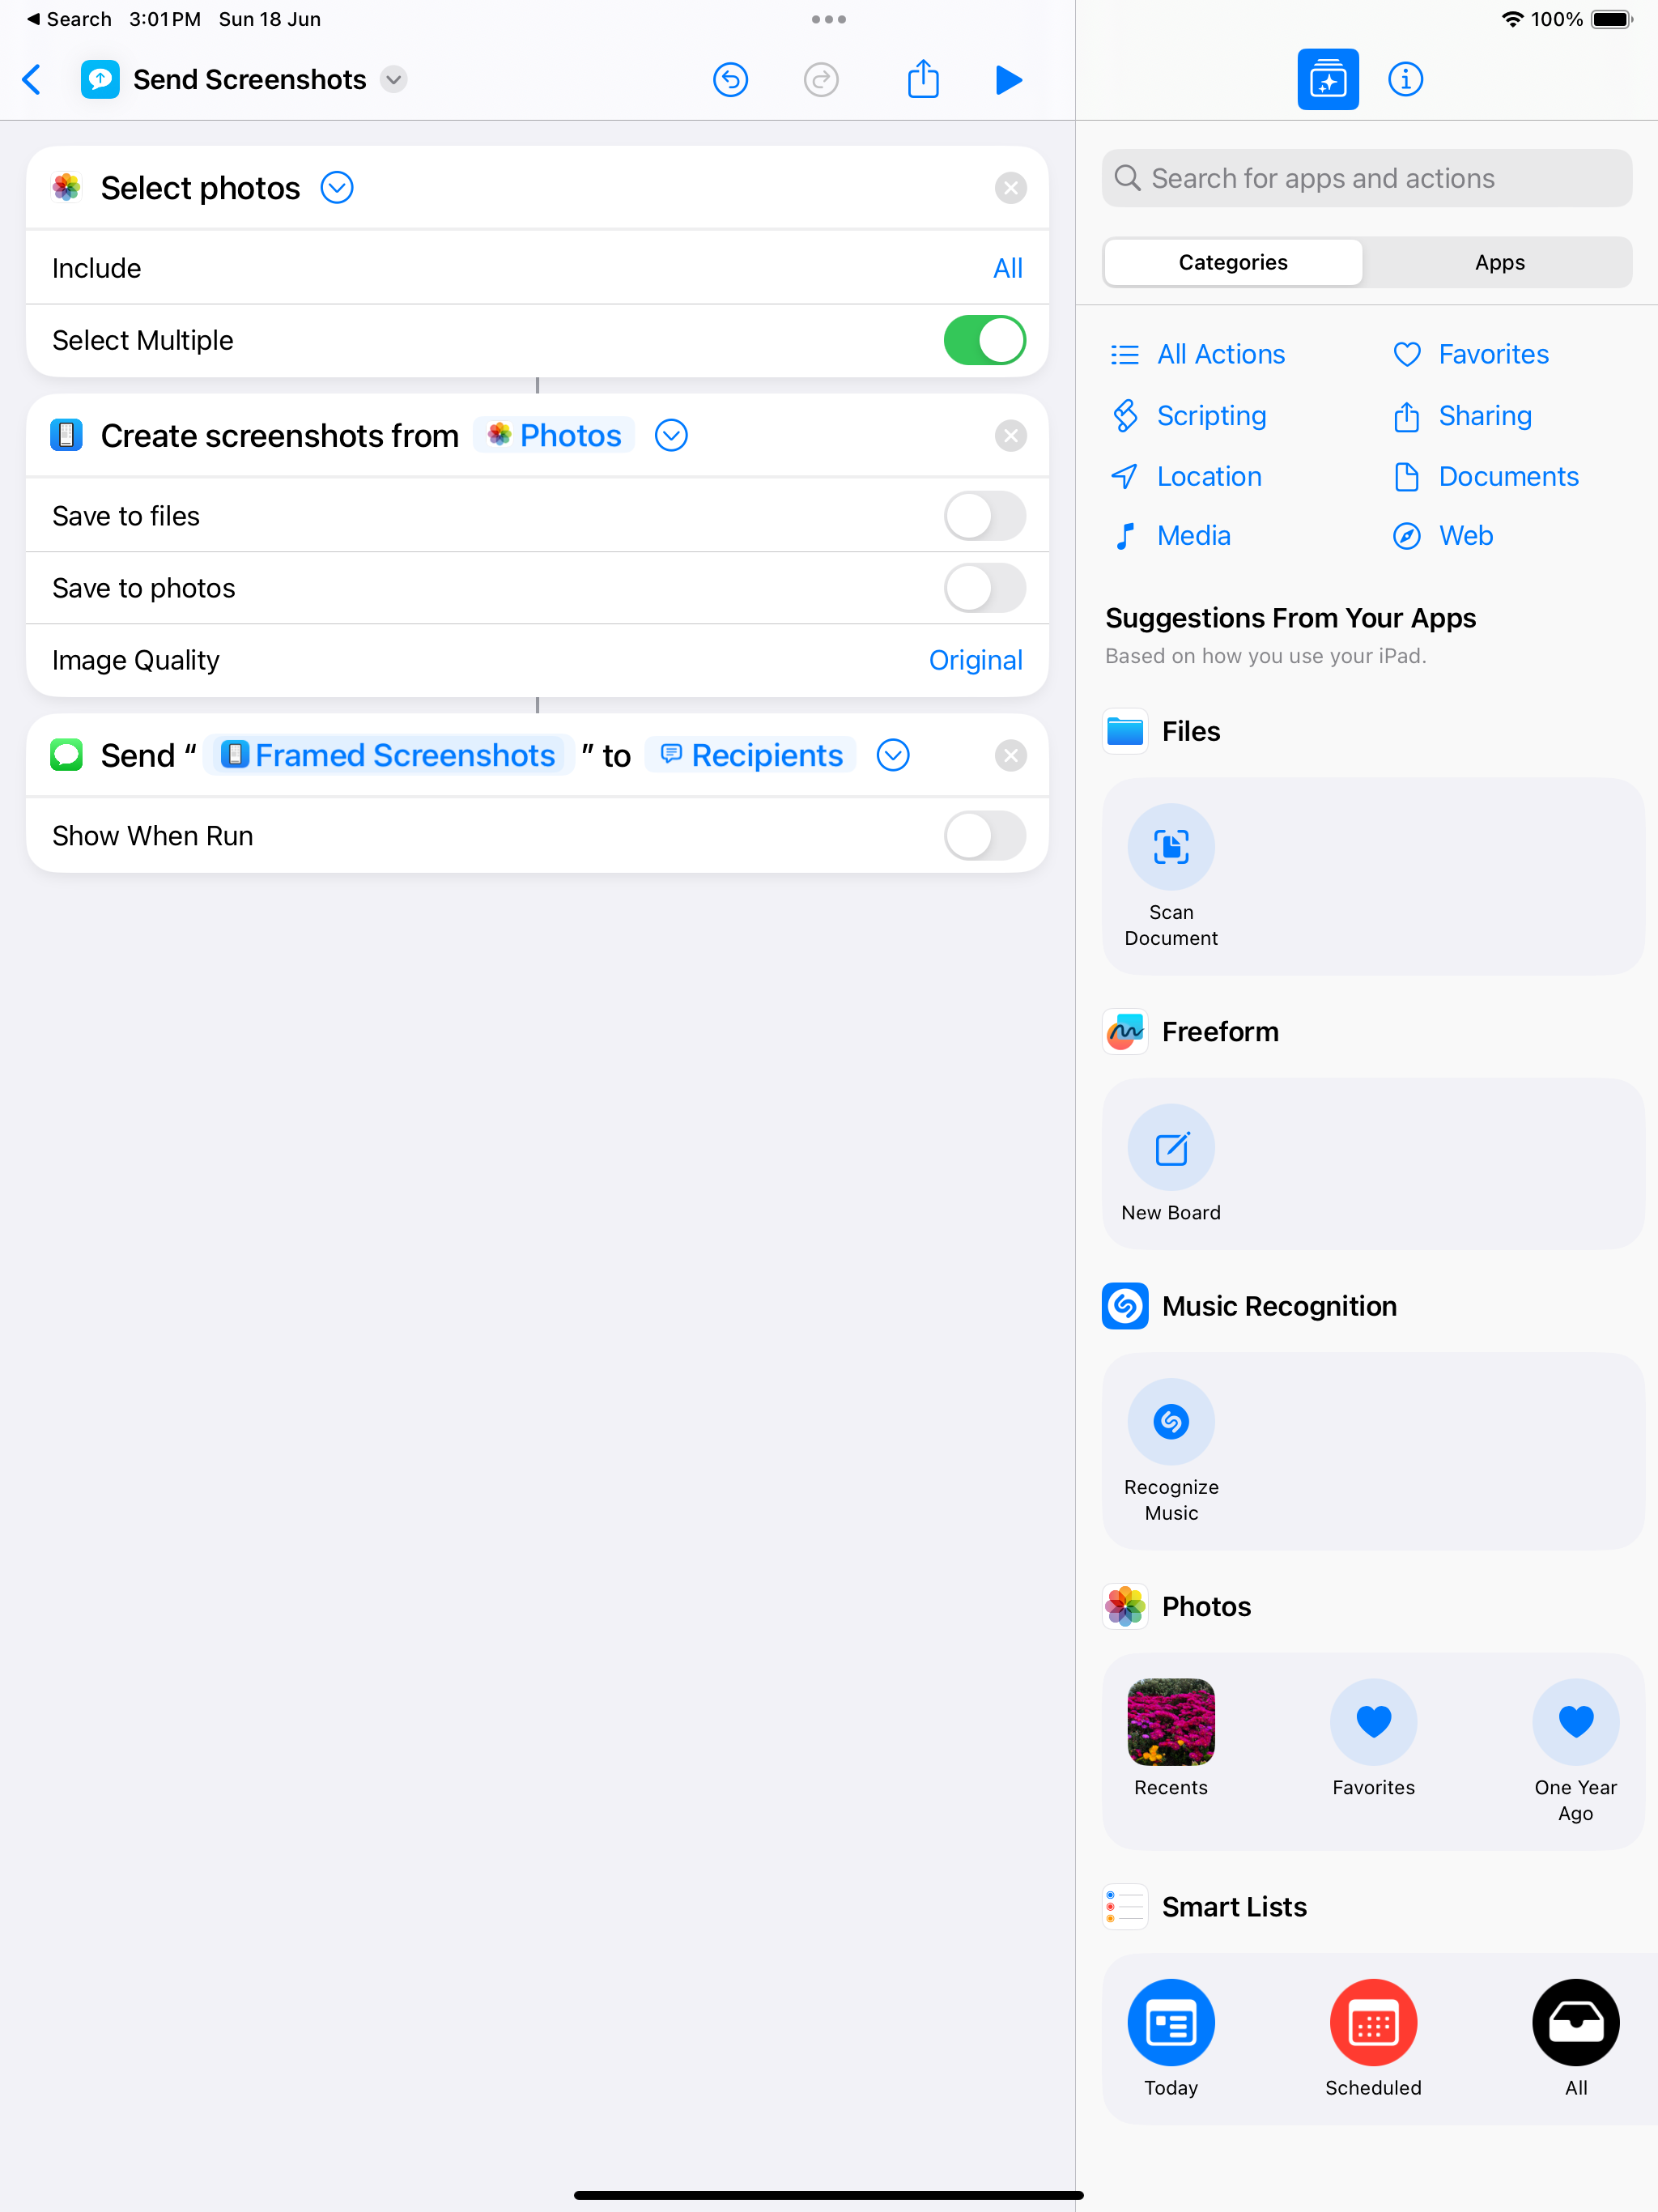 Search 3:01 PM Sun 18 Jun
100%
Send Screenshots
Select photos
Include All
Select Multiple
Create screenshots from Photos
Save to files
Save to photos
Image Quality Original
Send “ Framed Screenshots ” to Recipients
Show When Run
Search for apps and actions
Categories Apps
All Actions Favorites
Scripting Sharing
Location Documents
Media Web
Suggestions From Your Apps
Based on how you use your iPad.
Files
Scan
Document
Freeform
New Board
Music Recognition
Recognize
Music
Photos
Recents Favorites One Year
Ago
Smart Lists
Today Scheduled All